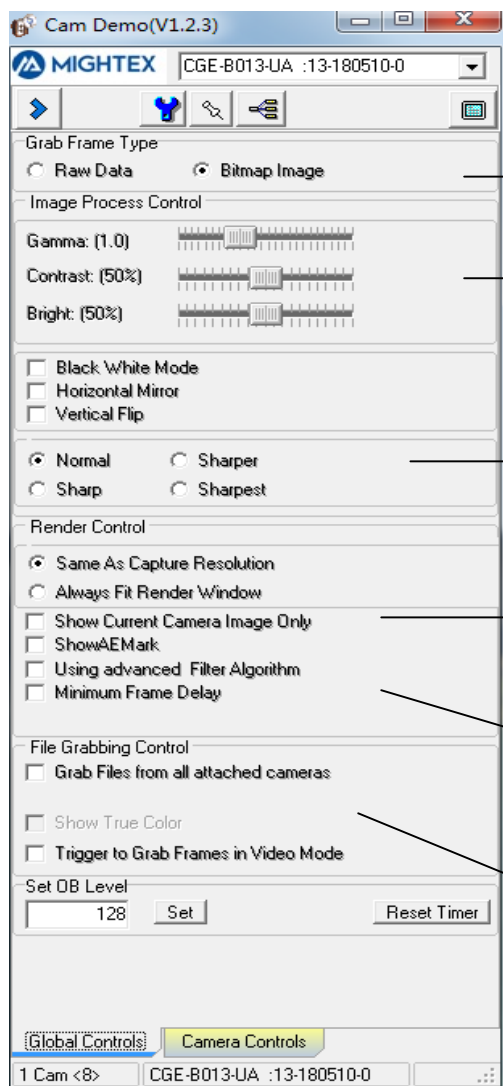 Cam Demo(V1.2.3)
MIGHTEX CGE-B013-UA :13-180510-0
Grab Frame Type
Raw Data Bitmap Image
Image Process Control
Gamma: (1.0)
Contrast: (50%)
Bright: (50%)
Black White Mode
Horizontal Mirror
Vertical Flip
Normal Sharper
Sharp Sharpest
Render Control
Same As Capture Resolution
Always Fit Render Window
Show Current Camera Image Only
ShowAEMark
Using advanced Filter Algorithm
Minimum Frame Delay
File Grabbing Control
Grab Files from all attached cameras
Show True Color
Trigger to Grab Frames in Video Mode
Set OB Level
128 Set Reset Timer
Global Controls Camera Controls
1 Cam <8> CGE-B013-UA :13-180510-0